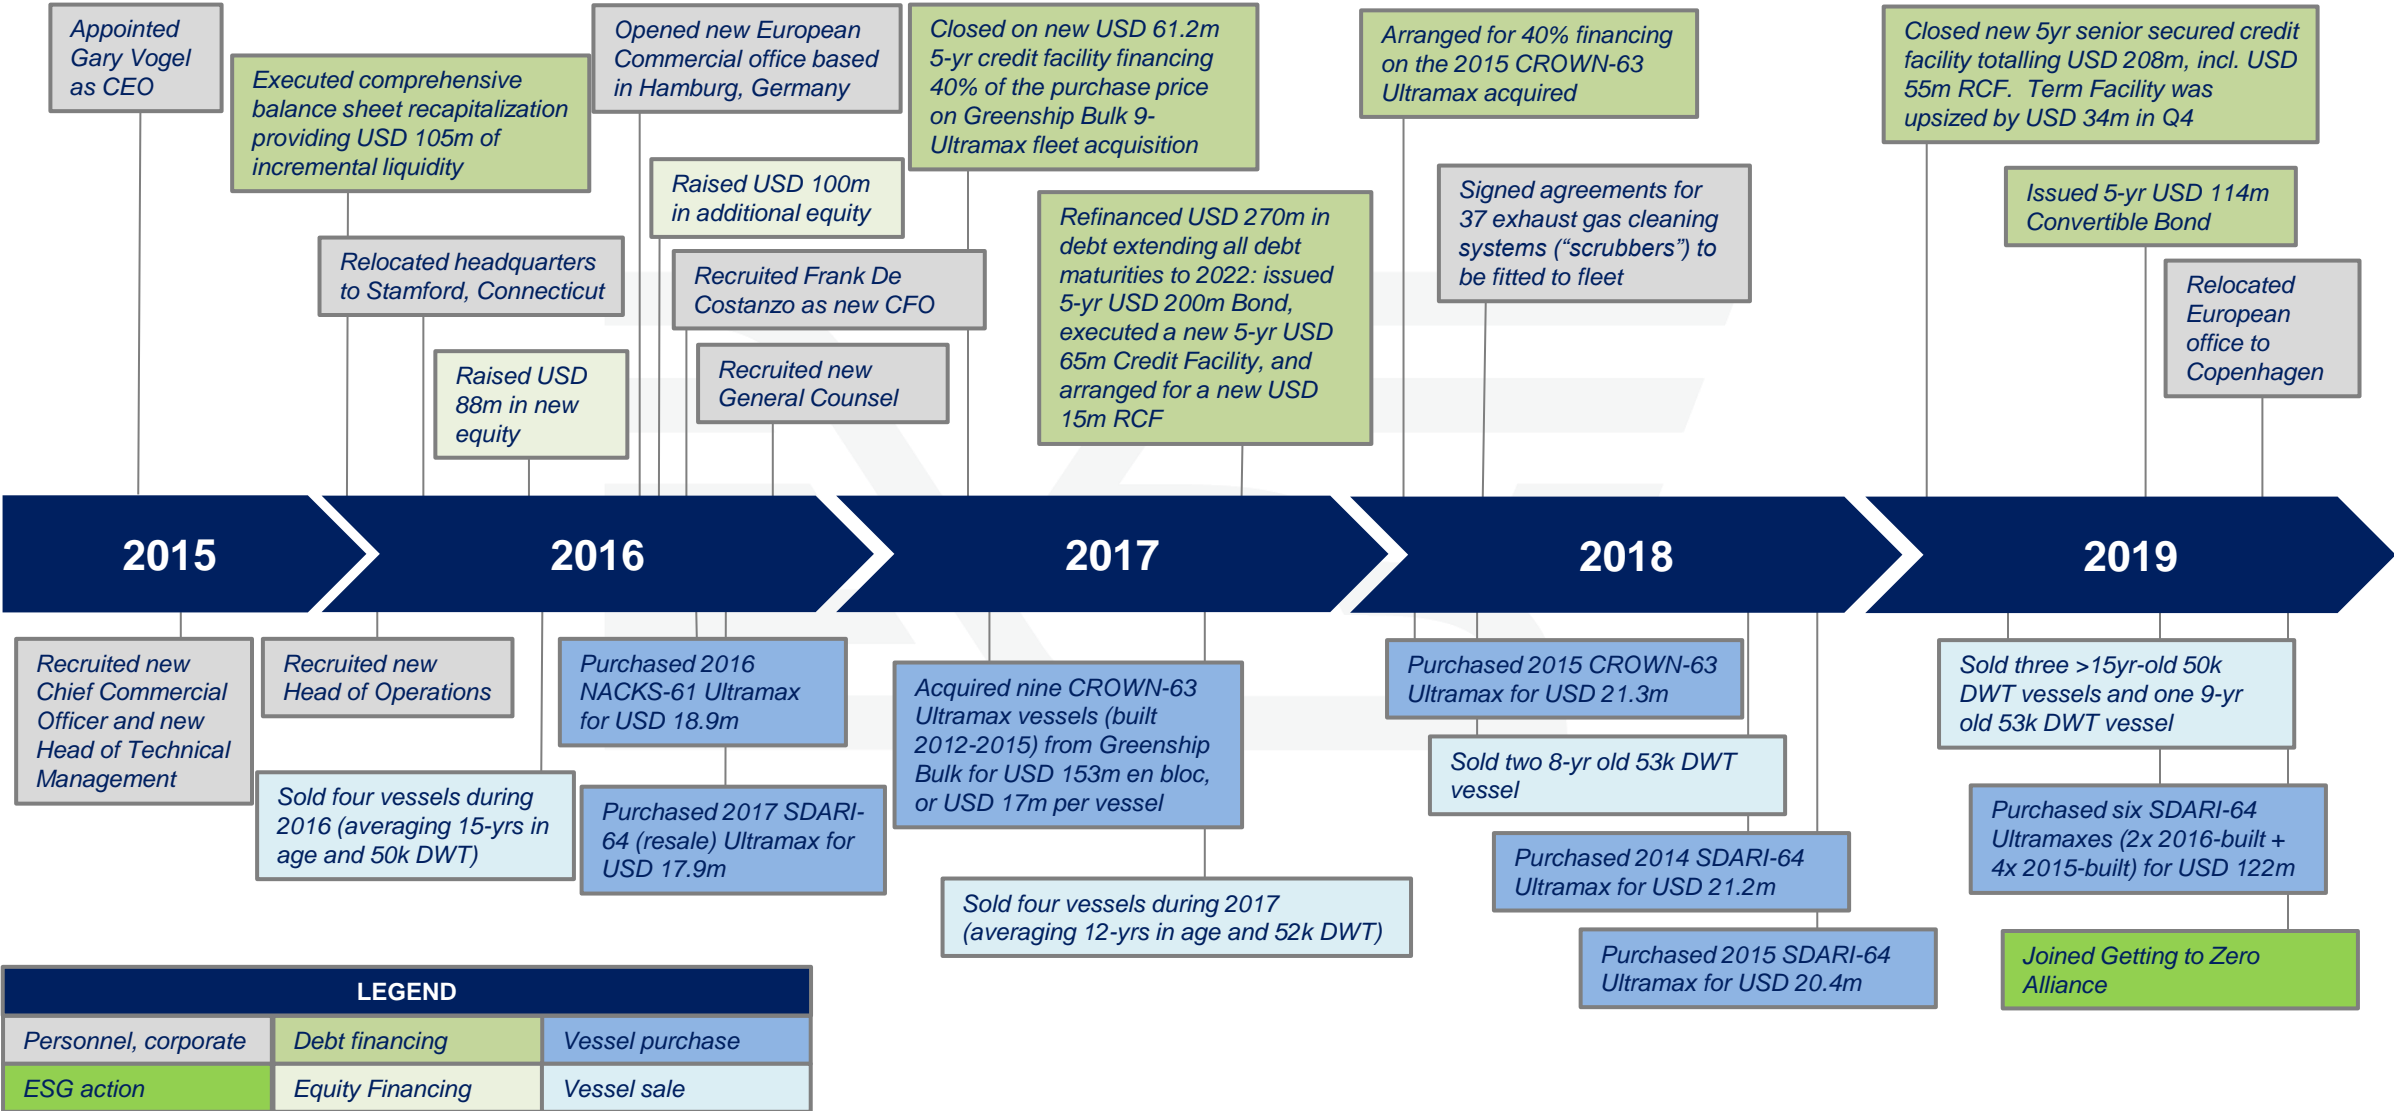 Appointed
Gary Vogel
as CEO
Executed comprehensive
balance sheet recapitalization
providing USD 105m of
incremental liquidity
Relocated headquarters
to Stamford, Connecticut
Raised USD
88m in new
equity
Opened new European
Commercial office based
in Hamburg, Germany
Raised USD 100m
in additional equity
Recruited Frank De
Costanzo as new CFO
Recruited new
General Counsel
Closed on new USD 61.2m
5-yr credit facility financing
40% of the purchase price
on Greenship Bulk 9-
Ultramax fleet acquisition
Refinanced USD 270m in
debt extending all debt
maturities to 2022: issued
5-yr USD 200m Bond,
executed a new 5-yr USD
65m Credit Facility, and
arranged for a new USD
15m RCF
Arranged for 40% financing
on the 2015 CROWN-63
Ultramax acquired
Signed agreements for
37 exhaust gas cleaning
systems (“scrubbers”) to
be fitted to fleet
Closed new 5yr senior secured credit
facility totalling USD 208m, incl. USD
55m RCF.  Term Facility was
upsized by USD 34m in Q4
Issued 5-yr USD 114m
Convertible Bond
Relocated
European
office to
Copenhagen
2015
2016
2017
2018
2019
Recruited new
Chief Commercial
Officer and new
Head of Technical
Management
Recruited new
Head of Operations
Sold four vessels during
2016 (averaging 15-yrs in
age and 50k DWT)
Purchased 2016
NACKS-61 Ultramax
for USD 18.9m
Purchased 2017 SDARI-
64 (resale) Ultramax for
USD 17.9m
Acquired nine CROWN-63
Ultramax vessels (built
2012-2015) from Greenship
Bulk for USD 153m en bloc,
or USD 17m per vessel
Sold four vessels during 2017
(averaging 12-yrs in age and 52k DWT)
Purchased 2015 CROWN-63
Ultramax for USD 21.3m
Sold two 8-yr old 53k DWT
vessel
Purchased 2014 SDARI-64
Ultramax for USD 21.2m
Purchased 2015 SDARI-64
Ultramax for USD 20.4m
Sold three >15yr-old 50k
DWT vessels and one 9-yr
old 53k DWT vessel
Purchased six SDARI-64
Ultramaxes (2x 2016-built +
4x 2015-built) for USD 122m
Joined Getting to Zero
Alliance
LEGEND
Personnel, corporate
Debt financing
Vessel purchase
ESG action
Equity Financing
Vessel sale